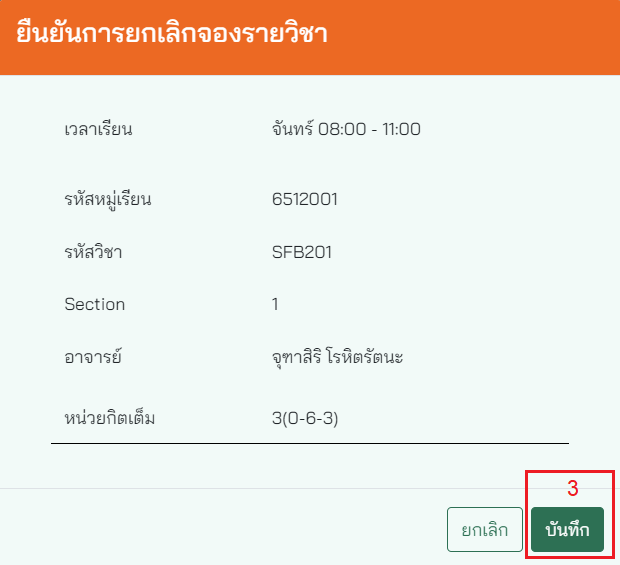 ยืนยันการยกเลิกจองรายวิชา
เวลาเรียน จันทร์ 08:00 - 11:00
รหัสหมู่เรียน 6512001
รหัสวิชา SFB201
Section 1
อาจารย์ จุฑาสิริ โรหิตรัตนะ
หน่วยกิตเต็ม 3(0-6-3)
3
ยกเลิก บันทึก